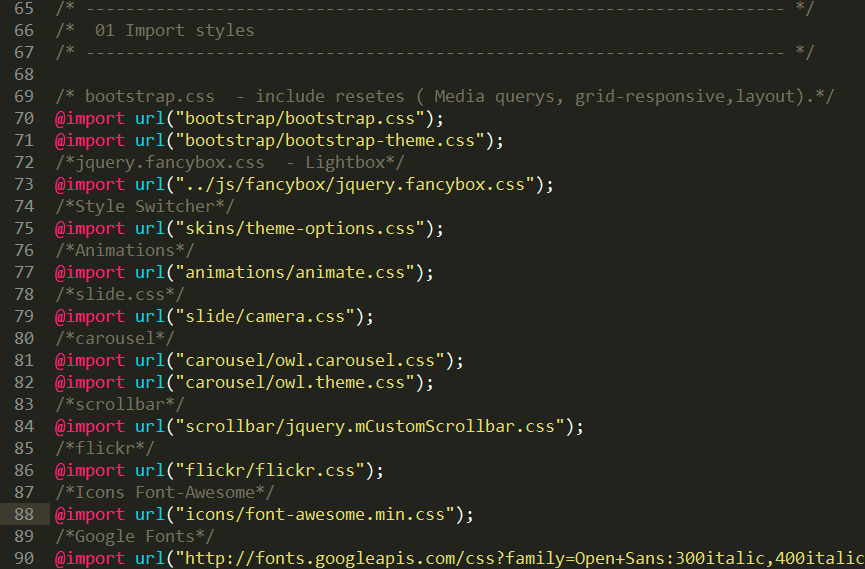 65 /* ---------------------------------------------------------------------- */
66 /*  01 Import styles
67 /* ---------------------------------------------------------------------- */
68
69 /* bootstrap.css  - include resetes ( Media querys, grid-responsive,layout).*/
70 @import url("bootstrap/bootstrap.css");
71 @import url("bootstrap/bootstrap-theme.css");
72 /*jquery.fancybox.css  - Lightbox*/
73 @import url("../js/fancybox/jquery.fancybox.css");
74 /*Style Switcher*/
75 @import url("skins/theme-options.css");
76 /*Animations*/
77 @import url("animations/animate.css");
78 /*slide.css*/
79 @import url("slide/camera.css");
80 /*carousel*/
81 @import url("carousel/owl.carousel.css");
82 @import url("carousel/owl.theme.css");
83 /*scrollbar*/
84 @import url("scrollbar/jquery.mCustomScrollbar.css");
85 /*flickr*/
86 @import url("flickr/flickr.css");
87 /*Icons Font-Awesome*/
88 @import url("icons/font-awesome.min.css");
89 /*Google Fonts*/
90 @import url("http://fonts.googleapis.com/css?family=Open+Sans:300italic,400italic